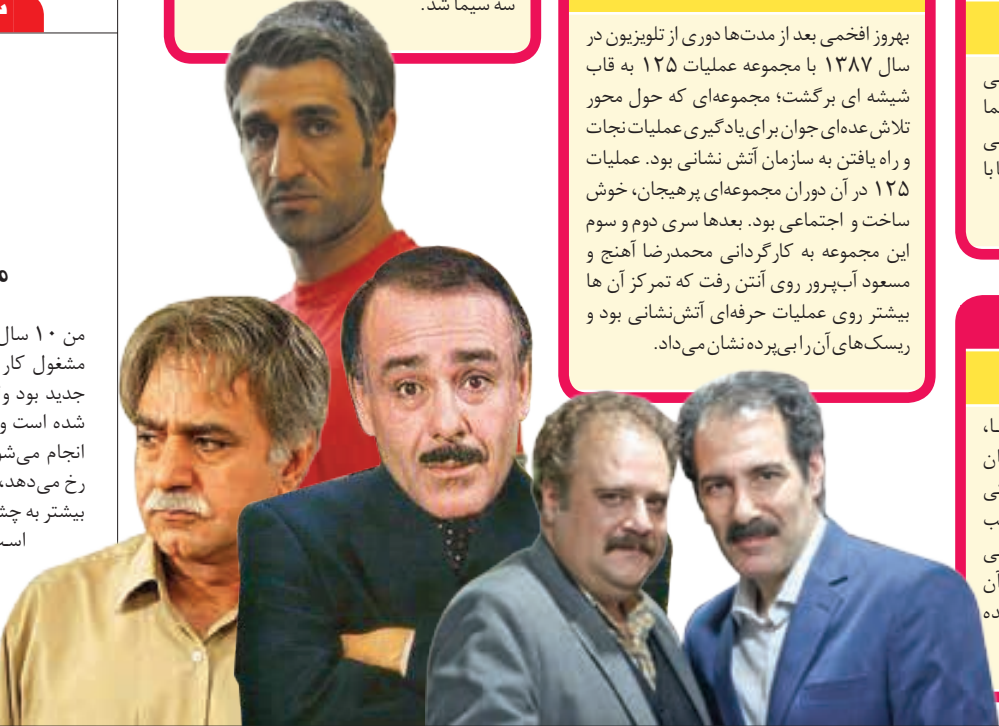 سه سیما شد.
بهروز افخمی بعد از مدت‌ها دوری از تلویزیون در
سال ۱۳۸۷ با مجموعه عملیات ۱۲۵ به قاب
شیشه ای برگشت؛ مجموعه‌ای که حول محور
تلاش عده‌ای جوان برای یادگیری عملیات نجات
و راه یافتن به سازمان آتش نشانی بود. عملیات
۱۲۵ در آن دوران مجموعه‌ای پرهیجان، خوش
ساخت و اجتماعی بود. بعدها سری دوم و سوم
این مجموعه به کارگردانی محمدرضا آهنج و
مسعود آب‌پرور روی آنتن رفت که تمرکز آن ها
بیشتر روی عملیات حرفه‌ای آتش‌نشانی بود و
ریسک‌های آن را بی‌پرده نشان می‌داد.
من ۱۰ سال
مشغول کار
جدید بود و
شده است و
انجام می‌شو
رخ می‌دهد،
بیشتر به چش
است